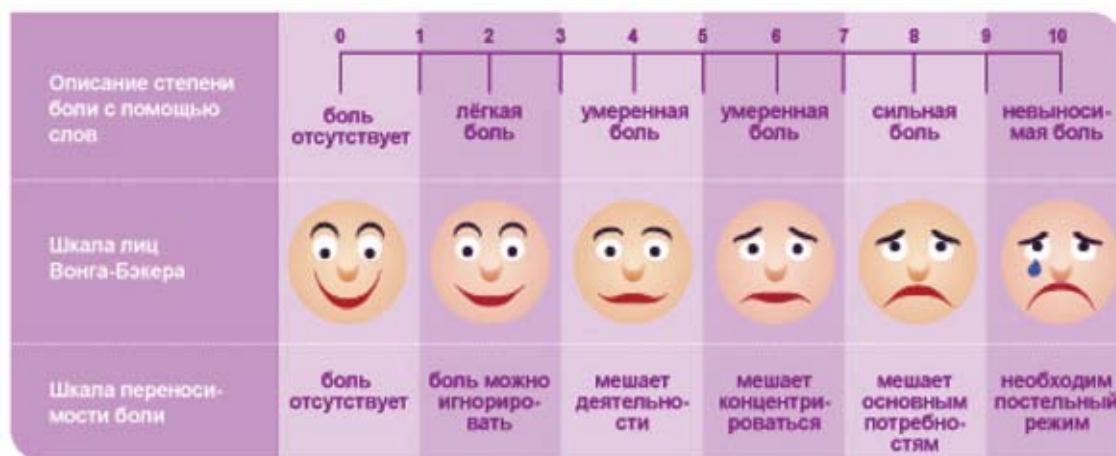 Описание степени
боли с помощью
слов
0 1 2 3 4 5 6 7 8 9 10
боль
отсутствует
лёгкая
боль
умеренная
боль
умеренная
боль
сильная
боль
невыноси-
мая боль
Шкала лиц
Вонга-Бэкера
Шкала переноси-
мости боли
боль
отсутствует
боль можно
игнориро-
вать
мешает
деятельно-
сти
мешает
концентри-
роваться
мешает
основным
потребно-
стям
необходим
постельный
режим